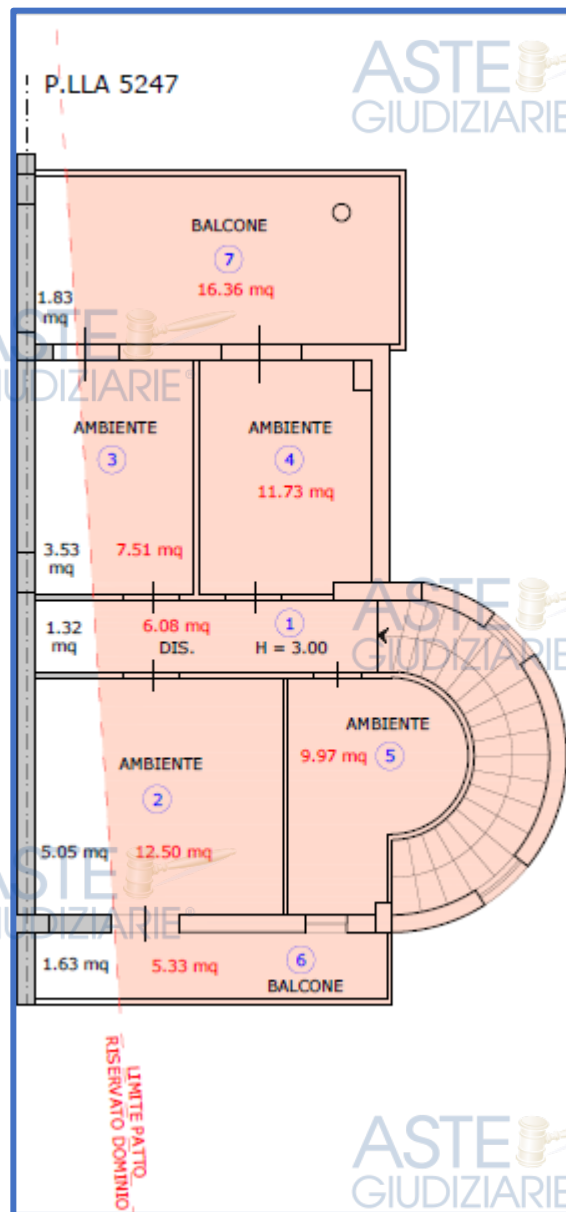 P.LLA 5247
ASTE
GIUDIZIARIE
BALCONE
7
16.36 mq
1.83
mq
ASTE
GIUDIZIARIE®
AMBIENTE
3
AMBIENTE
4
11.73 mq
3.53
mq
7.51 mq
ASTE
GIUDIZIARIE
1.32
mq
6.08 mq
DIS.
1
H = 3.00
AMBIENTE
5
9.97 mq
AMBIENTE
2
5.05 mq
12.50 mq
ASTE
GIUDIZIARIE®
1.63 mq
5.33 mq
6
BALCONE
LIMITE PATTO
RISERVATO DOMINIO
ASTE
GIUDIZIARIE